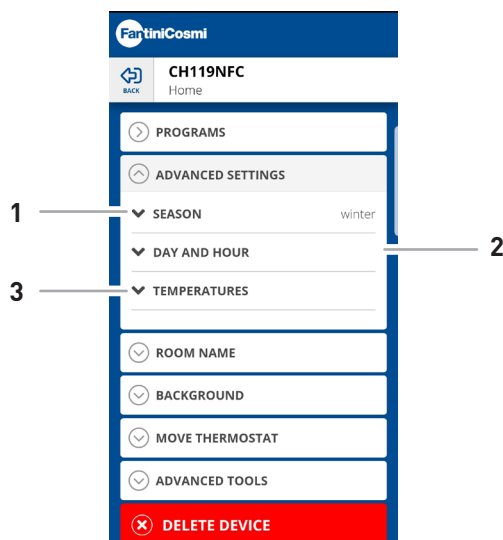 FantiniCosmi
BACK
CH119NFC
Home
PROGRAMS
ADVANCED SETTINGS
1
SEASON winter
DAY AND HOUR
2
3
TEMPERATURES
ROOM NAME
BACKGROUND
MOVE THERMOSTAT
ADVANCED TOOLS
DELETE DEVICE